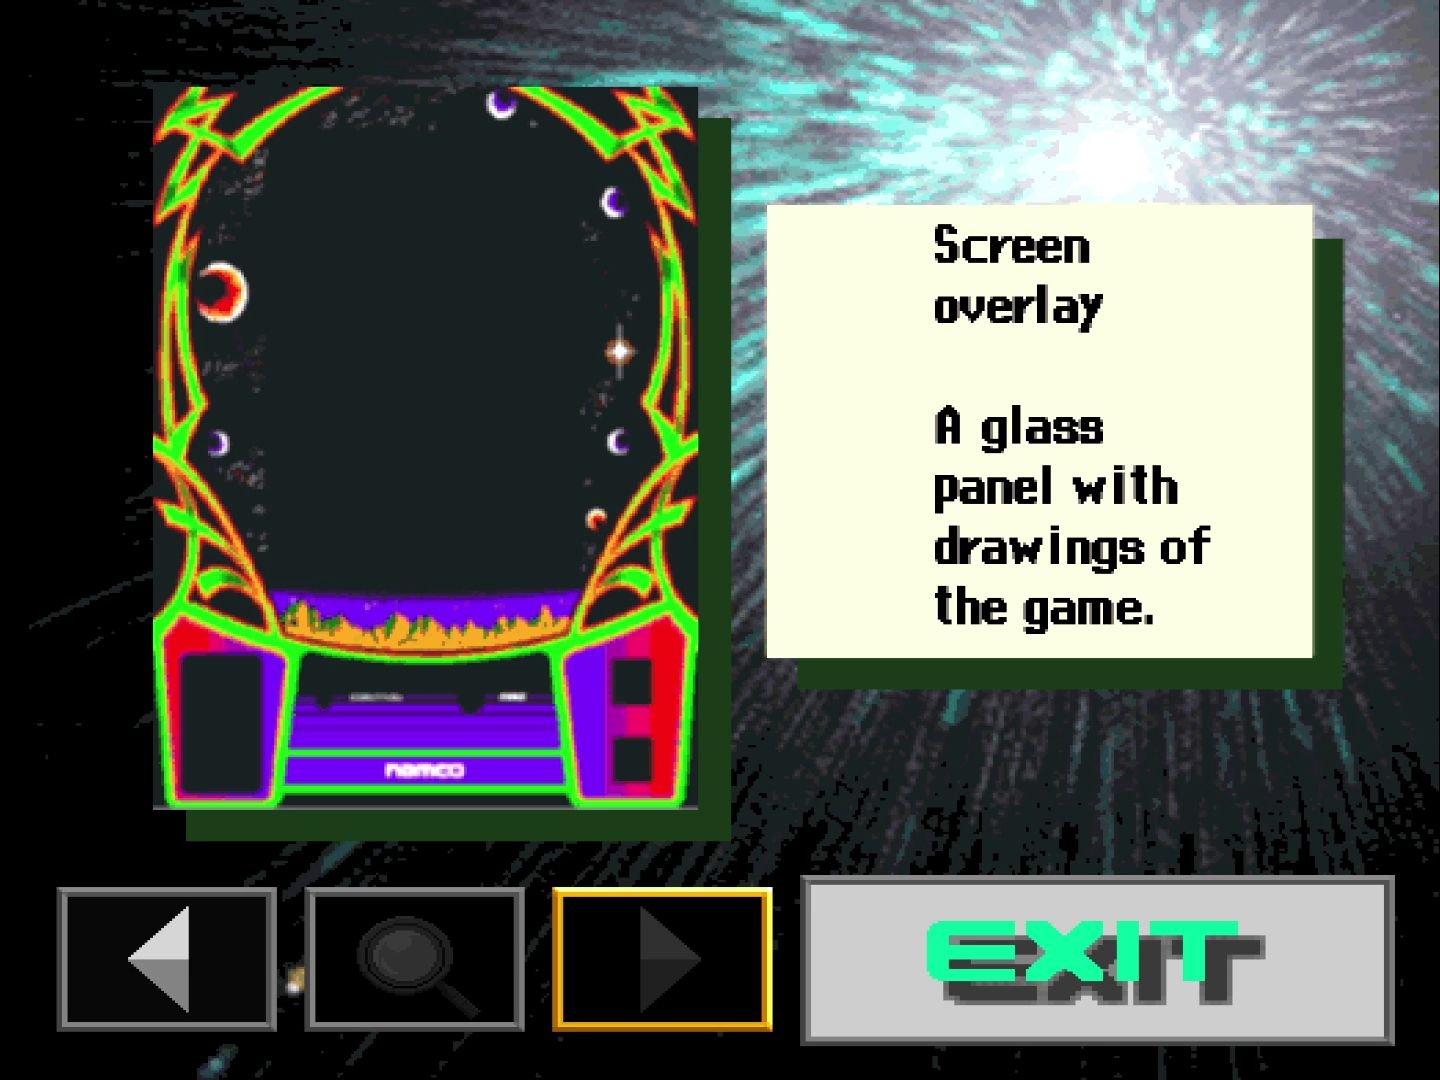 Screen
overlay
A glass
panel with
drawings of
the game.
namco
EXIT